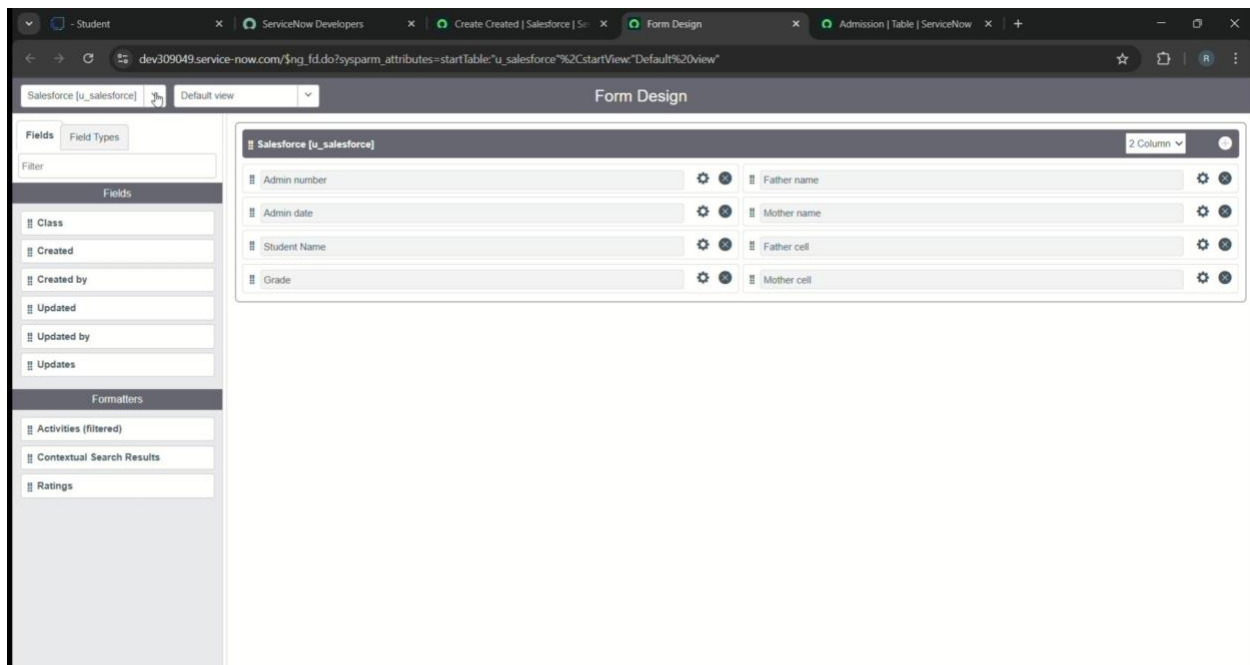 - Student
ServiceNow Developers
Create Created | Salesforce | Se
Form Design
Admission | Table | ServiceNow
dev309049.service-now.com/$ng_fd.do?sysparm_attributes=startTable:"u_salesforce"%2CstartView:"Default%20view"
R
Salesforce [u_salesforce]
Default view
Form Design
Fields
Field Types
Filter
Fields
Class
Created
Created by
Updated
Updated by
Updates
Formatters
Activities (filtered)
Contextual Search Results
Ratings
Salesforce [u_salesforce]
2 Column
Admin number
Father name
Admin date
Mother name
Student Name
Father cell
Grade
Mother cell